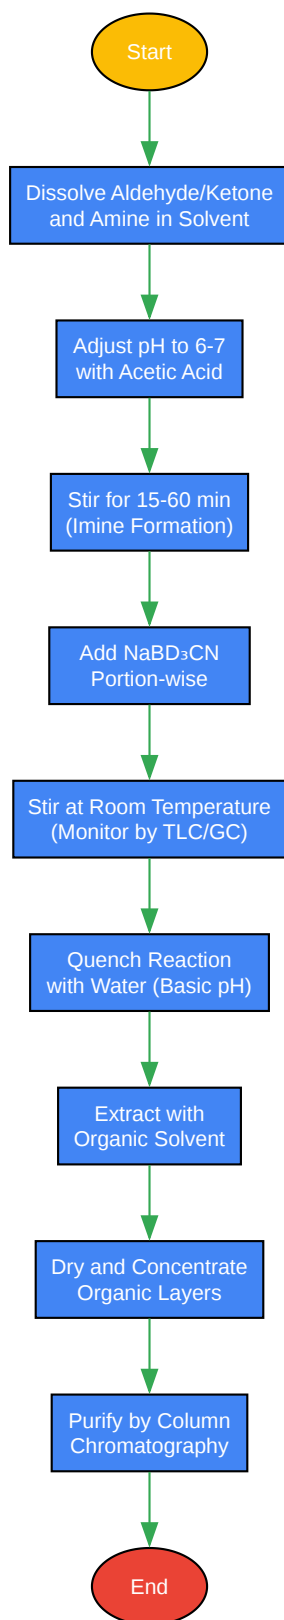 Start
Dissolve Aldehyde/Ketone
and Amine in Solvent
Adjust pH to 6-7
with Acetic Acid
Stir for 15-60 min
(Imine Formation)
Add NaBD₃CN
Portion-wise
Stir at Room Temperature
(Monitor by TLC/GC)
Quench Reaction
with Water (Basic pH)
Extract with
Organic Solvent
Dry and Concentrate
Organic Layers
Purify by Column
Chromatography
End